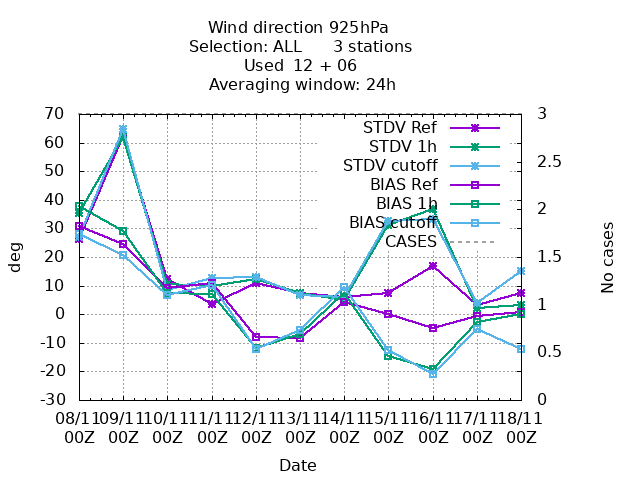 Wind direction 925hPa
Selection: ALL 3 stations
Used 12 + 06
Averaging window: 24h
70
60
50
40
30
20
10
0
-10
-20
-30
deg
3
2.5
2
1.5
1
0.5
0
No cases
STDV Ref
STDV 1h
STDV cutoff
BIAS Ref
BIAS 1h
BIAS cutoff
CASES
08/11 09/11 10/11 11/11 12/11 13/11 14/11 15/11 16/11 17/11 18/11
00Z 00Z 00Z 00Z 00Z 00Z 00Z 00Z 00Z 00Z 00Z
Date